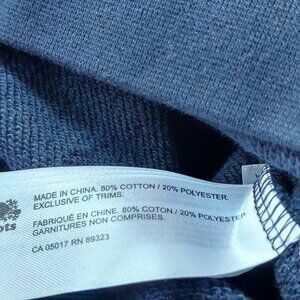 MADE IN CHINA. 80% COTTON / 20% POLYESTER.
EXCLUSIVE OF TRIMS.
FABRIQUÉ EN CHINE. 80% COTON / 20% POLYESTER.
GARNITURES NON COMPRISES.
CA 05017 RN 89323
ots